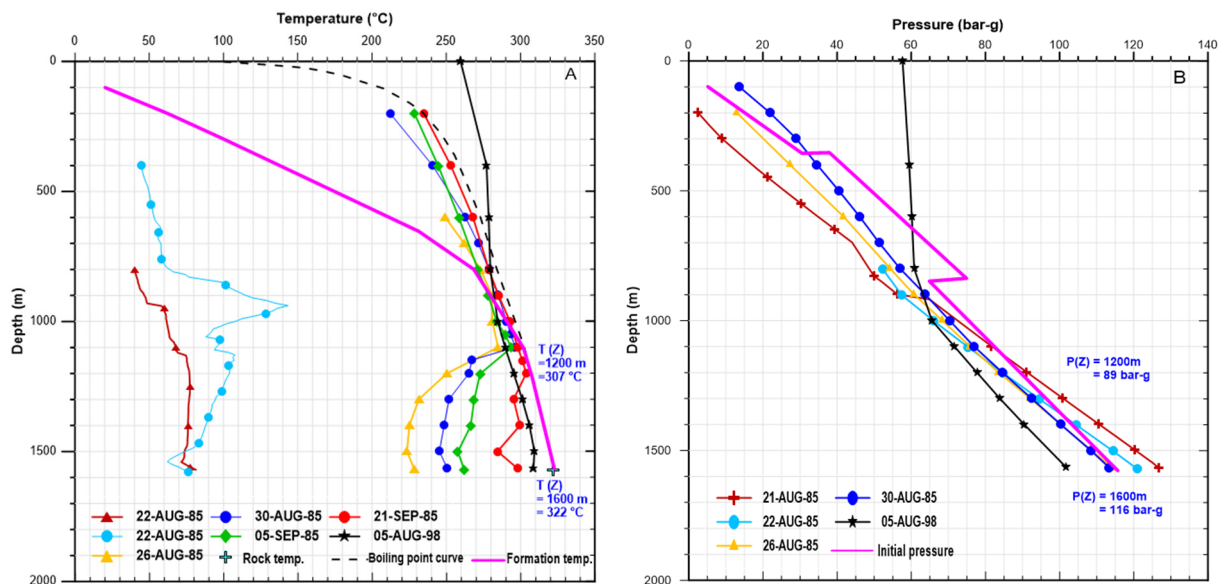 Temperature (°C)
0 50 100 150 200 250 300 350
A
0
500
1000
1500
2000
Depth (m)
T (Z)
=1200 m
=307 °C
T (Z)
= 1600 m
= 322 °C
22-AUG-85 30-AUG-85 21-SEP-85
22-AUG-85 05-SEP-85 05-AUG-98
26-AUG-85 Rock temp. Boiling point curve Formation temp.
Pressure (bar-g)
0 20 40 60 80 100 120 140
B
0
500
1000
1500
2000
Depth (m)
P(Z) = 1200m
= 89 bar-g
P(Z) = 1600m
= 116 bar-g
21-AUG-85 30-AUG-85
22-AUG-85 05-AUG-98
26-AUG-85 Initial pressure